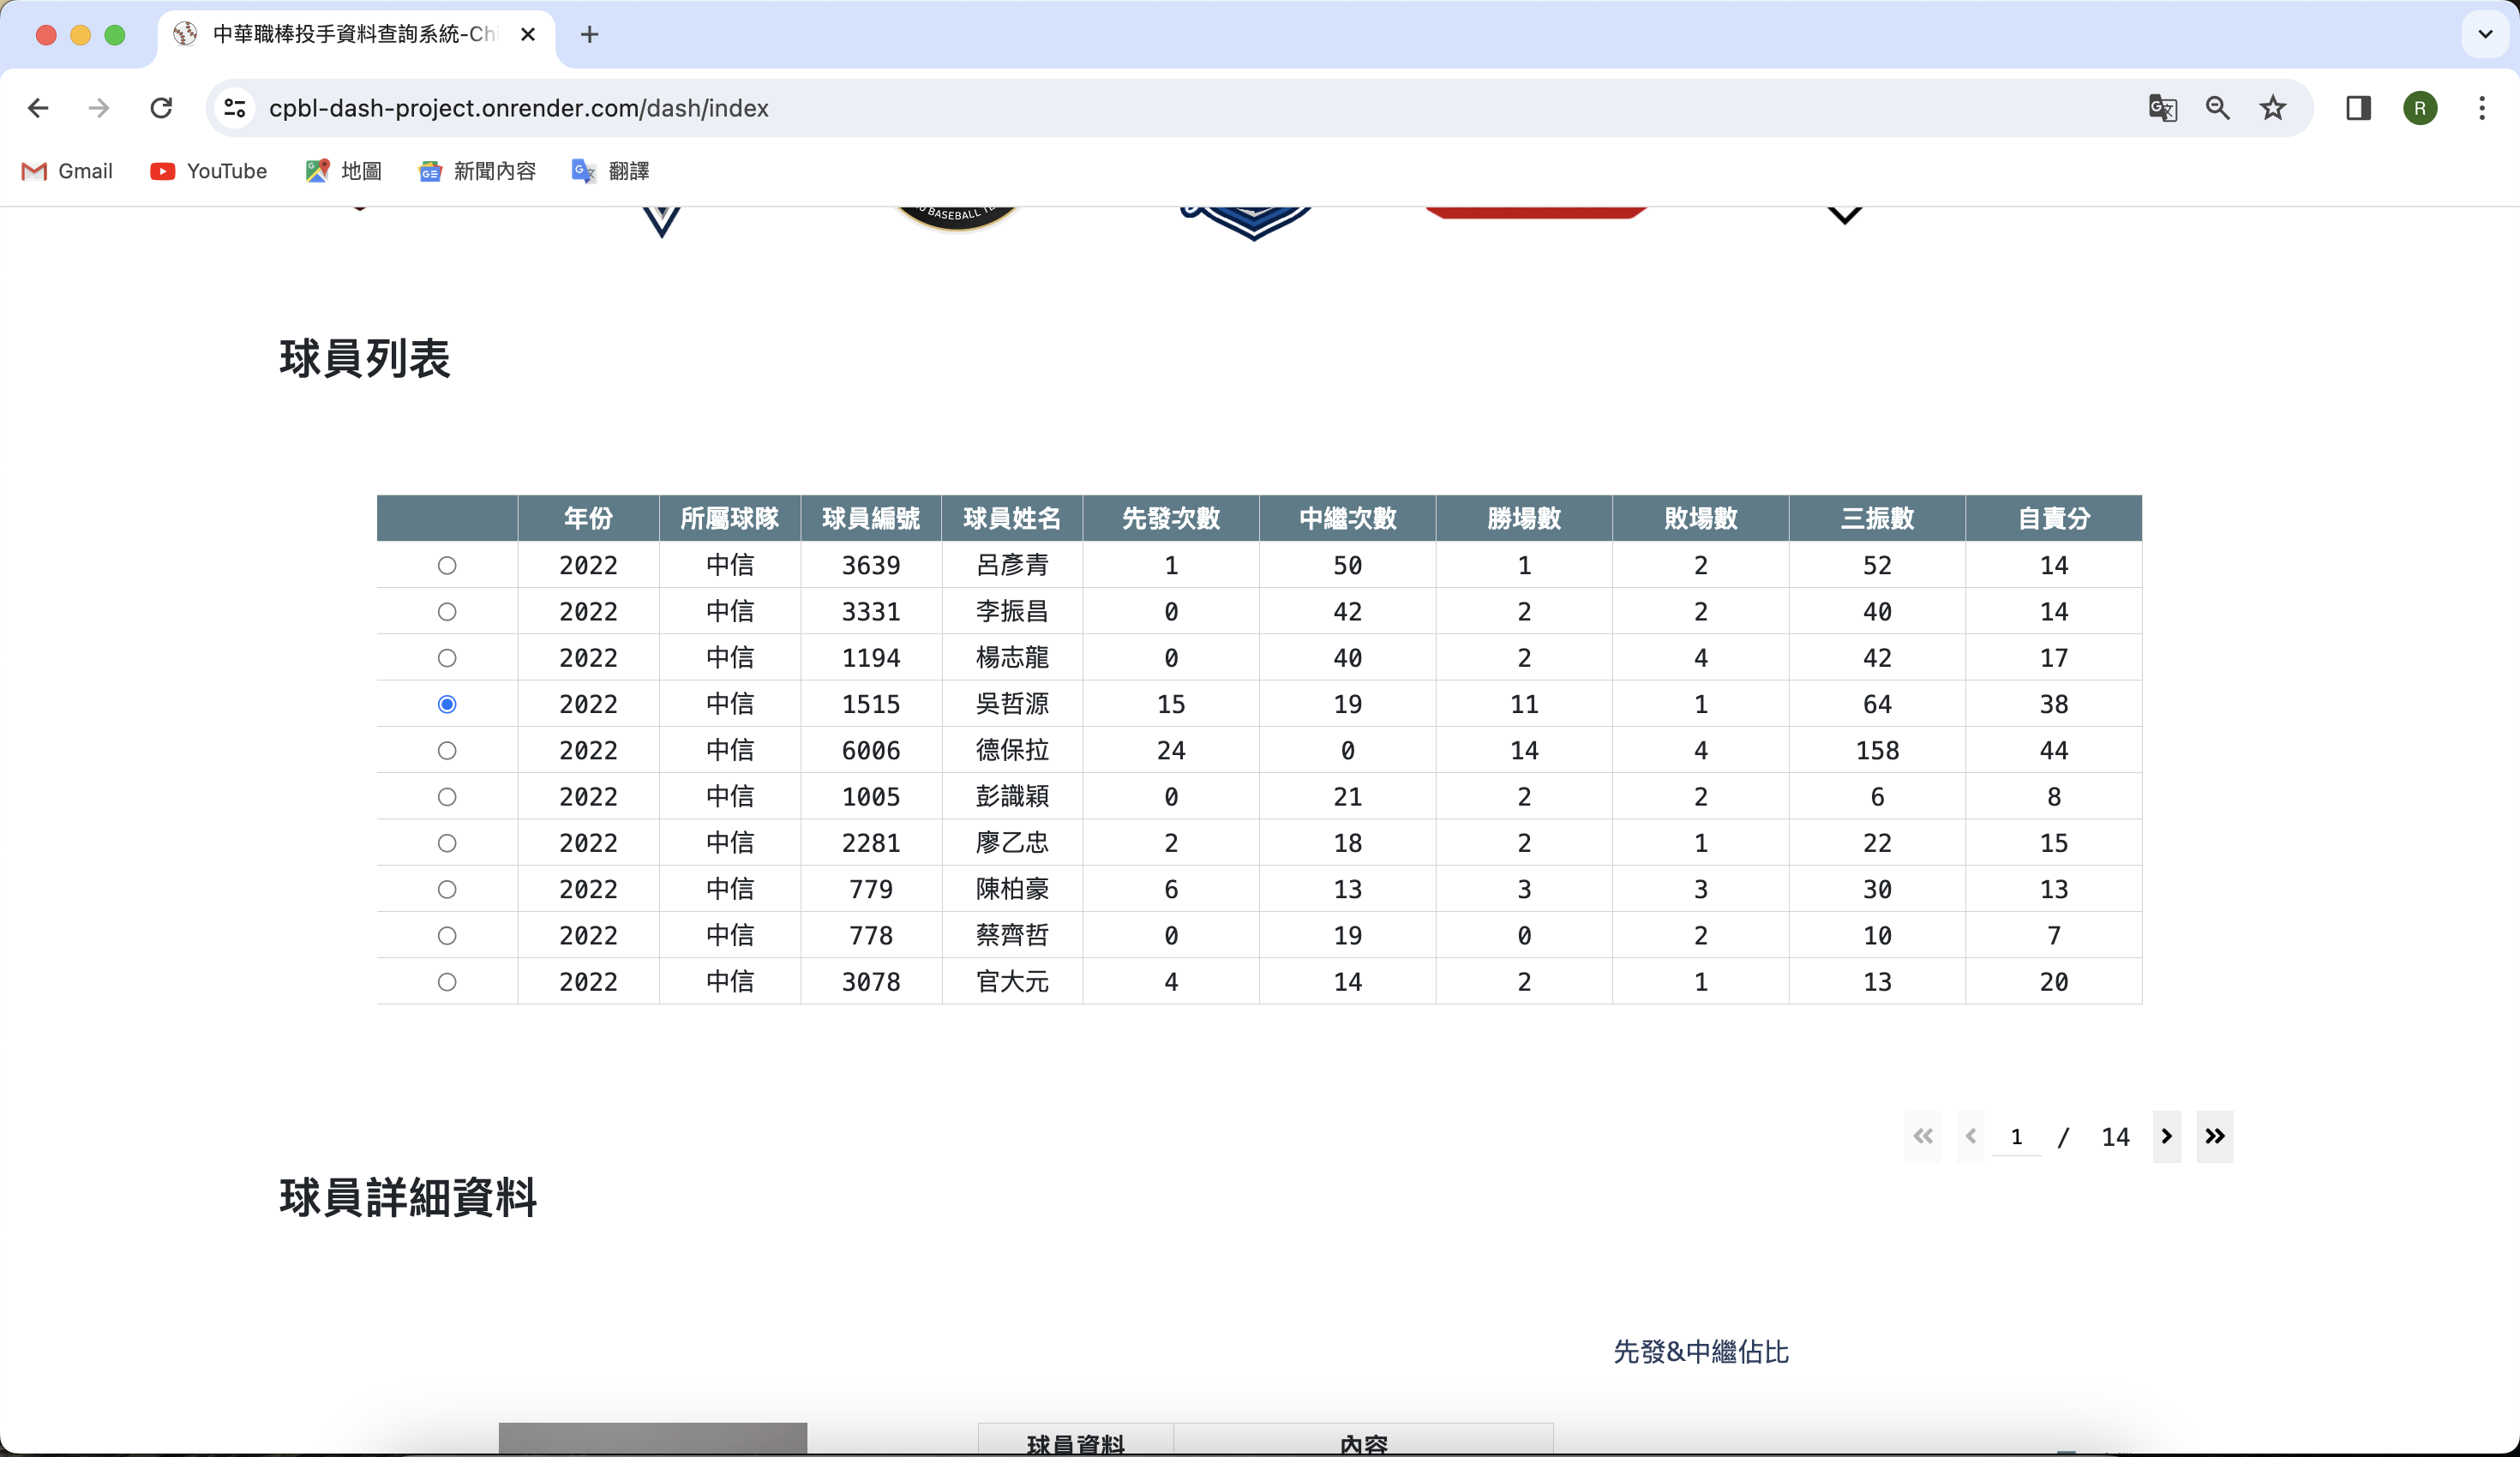 中華職棒投手資料查詢系統-Chi
cpbl-dash-project.onrender.com/dash/index
R
Gmail YouTube 地圖 新聞內容 翻譯
BASEBALL
球員列表
年份 所屬球隊 球員編號 球員姓名 先發次數 中繼次數 勝場數 敗場數 三振數 自責分
2022 中信 3639 呂彥青 1 50 1 2 52 14
2022 中信 3331 李振昌 0 42 2 2 40 14
2022 中信 1194 楊志龍 0 40 2 4 42 17
2022 中信 1515 吳哲源 15 19 11 1 64 38
2022 中信 6006 德保拉 24 0 14 4 158 44
2022 中信 1005 彭識穎 0 21 2 2 6 8
2022 中信 2281 廖乙忠 2 18 2 1 22 15
2022 中信 779 陳柏豪 6 13 3 3 30 13
2022 中信 778 蔡齊哲 0 19 0 2 10 7
2022 中信 3078 官大元 4 14 2 1 13 20
1 / 14
球員詳細資料
先發&中繼佔比
球員資料 內容